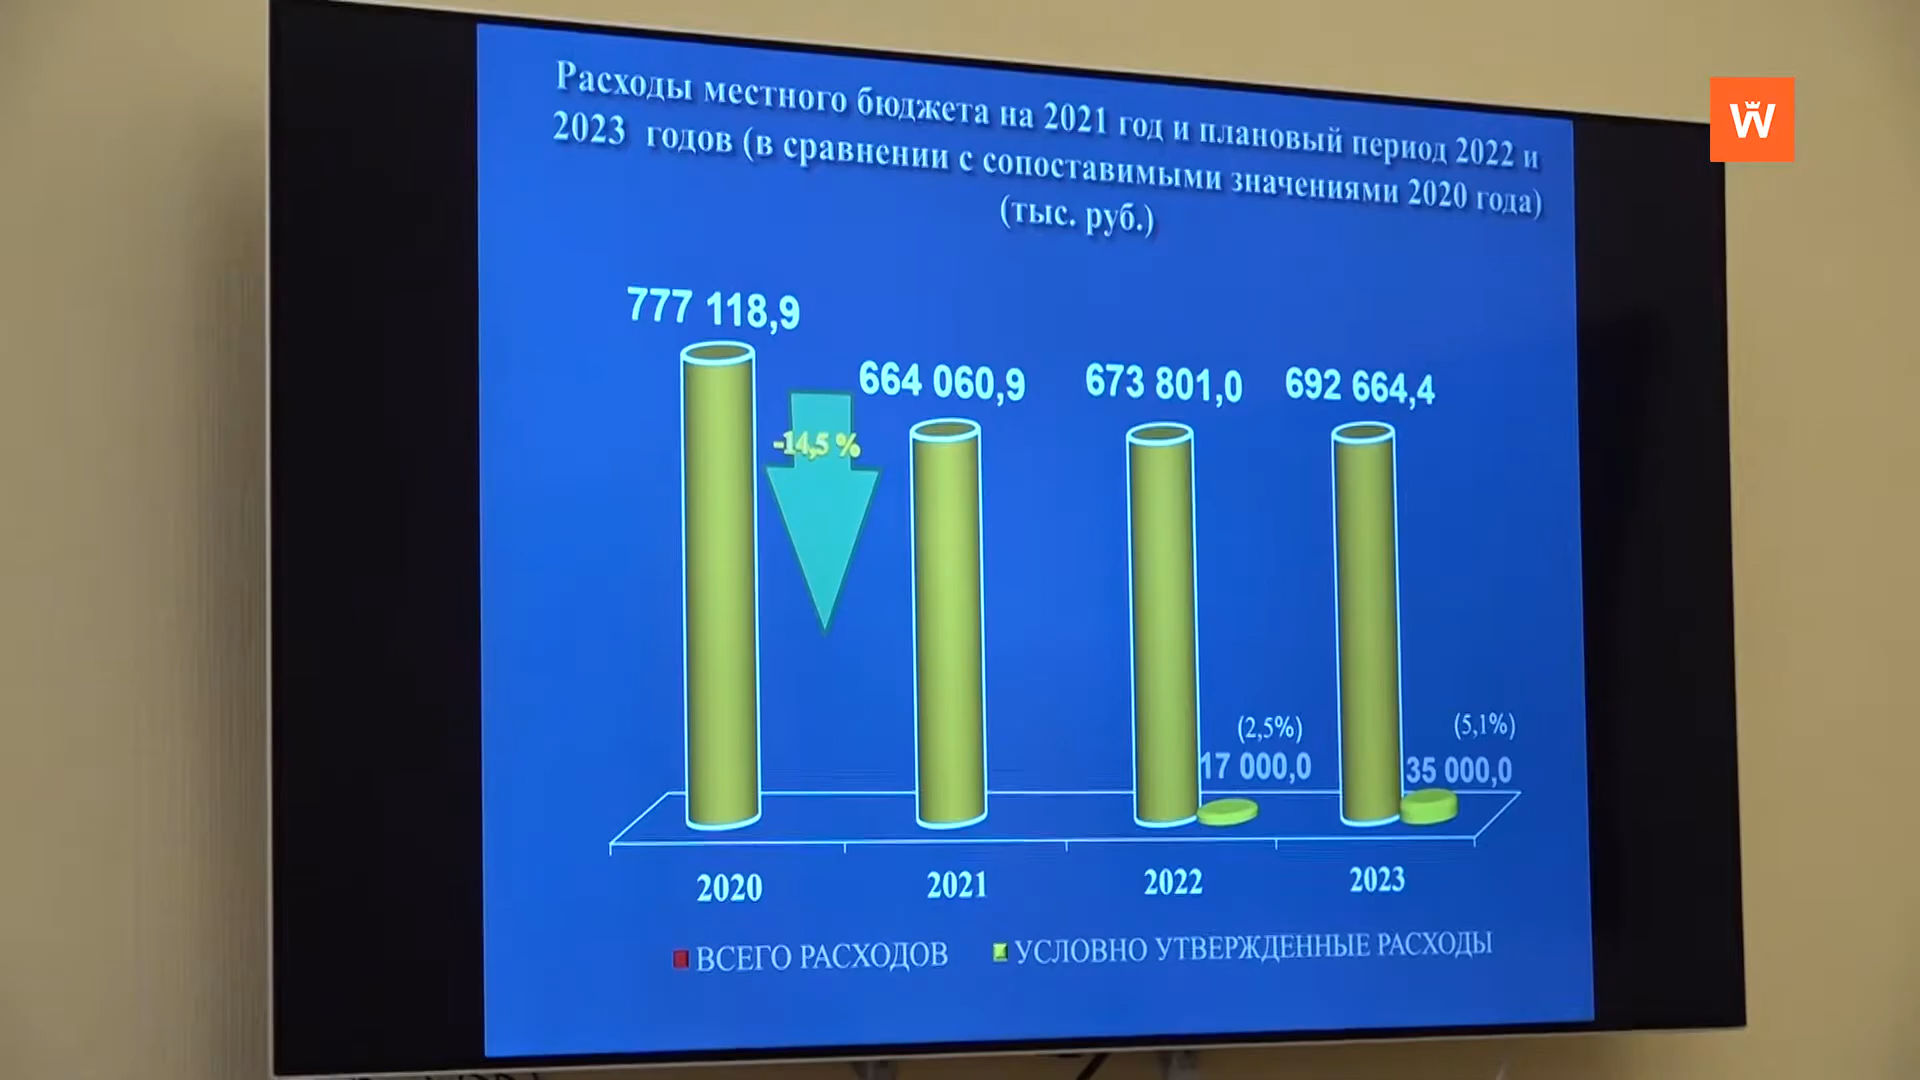 W
Расходы местного бюджета на 2021 год и плановый период 2022 и
2023 годов (в сравнении с сопоставимыми значениями 2020 года)
(тыс. руб.)
777 118,9
664 060,9
673 801,0
692 664,4
-14,5 %
(2,5%)
(5,1%)
17 000,0
35 000,0
2020
2021
2022
2023
ВСЕГО РАСХОДОВ
УСЛОВНО УТВЕРЖДЕННЫЕ РАСХОДЫ